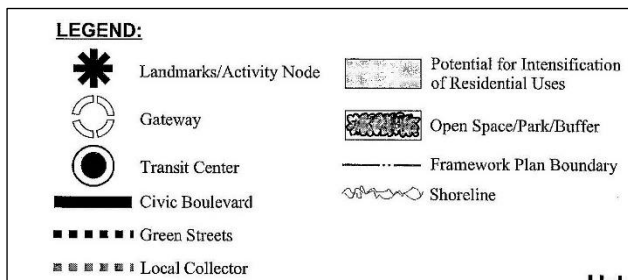 LEGEND:
Landmarks/Activity Node
Gateway
Transit Center
Civic Boulevard
Green Streets
Local Collector
Potential for Intensification
of Residential Uses
Open Space/Park/Buffer
Framework Plan Boundary
Shoreline